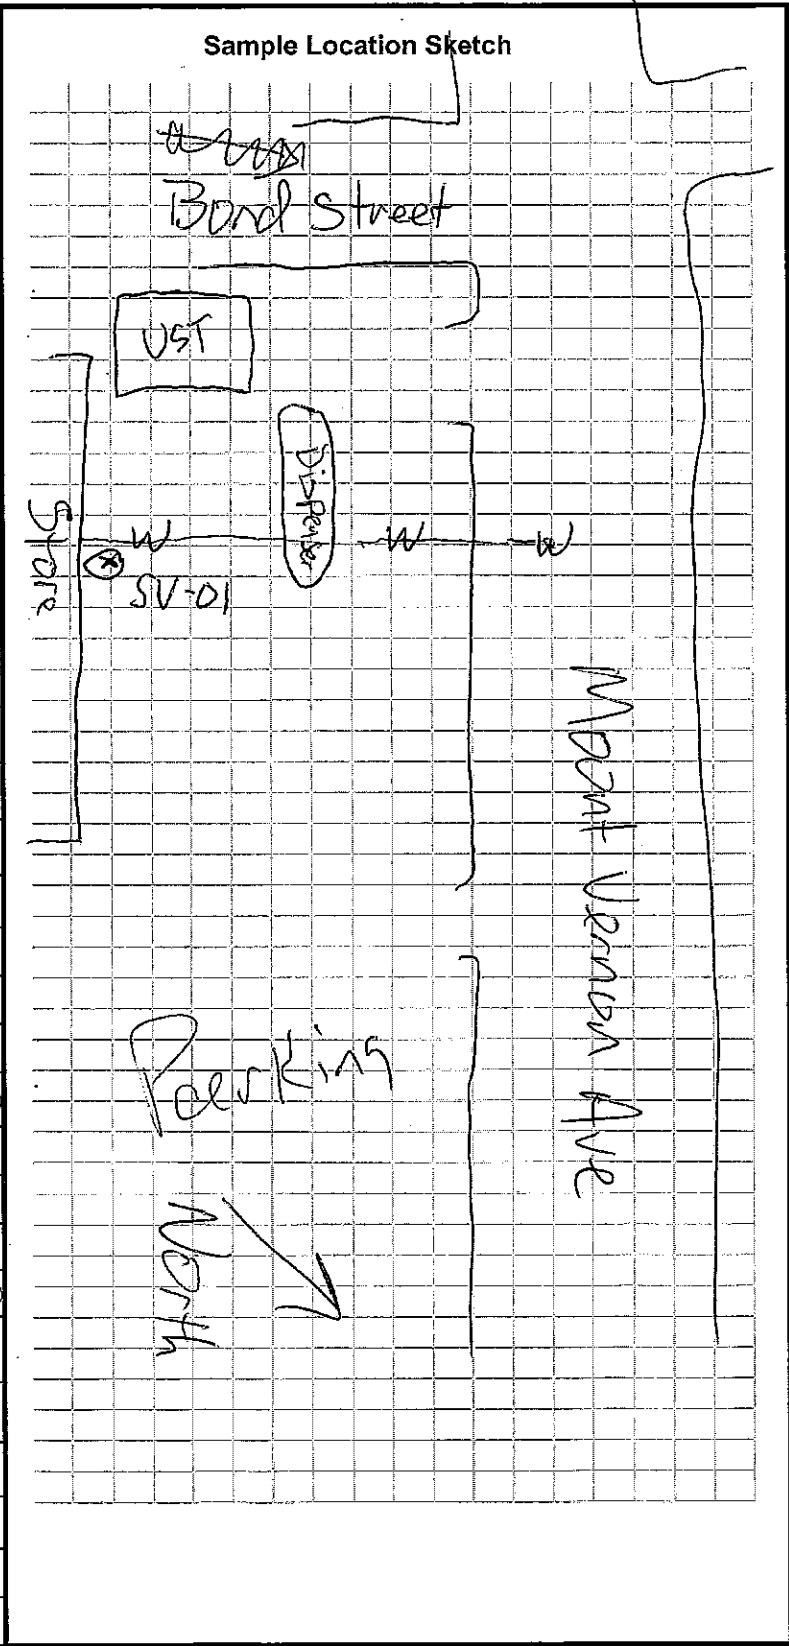 Sample Location Sketch
Bond Street
UST
Dispenser
Store
W
W
W
SV-01
Mount Vernon Ave
Parking
North